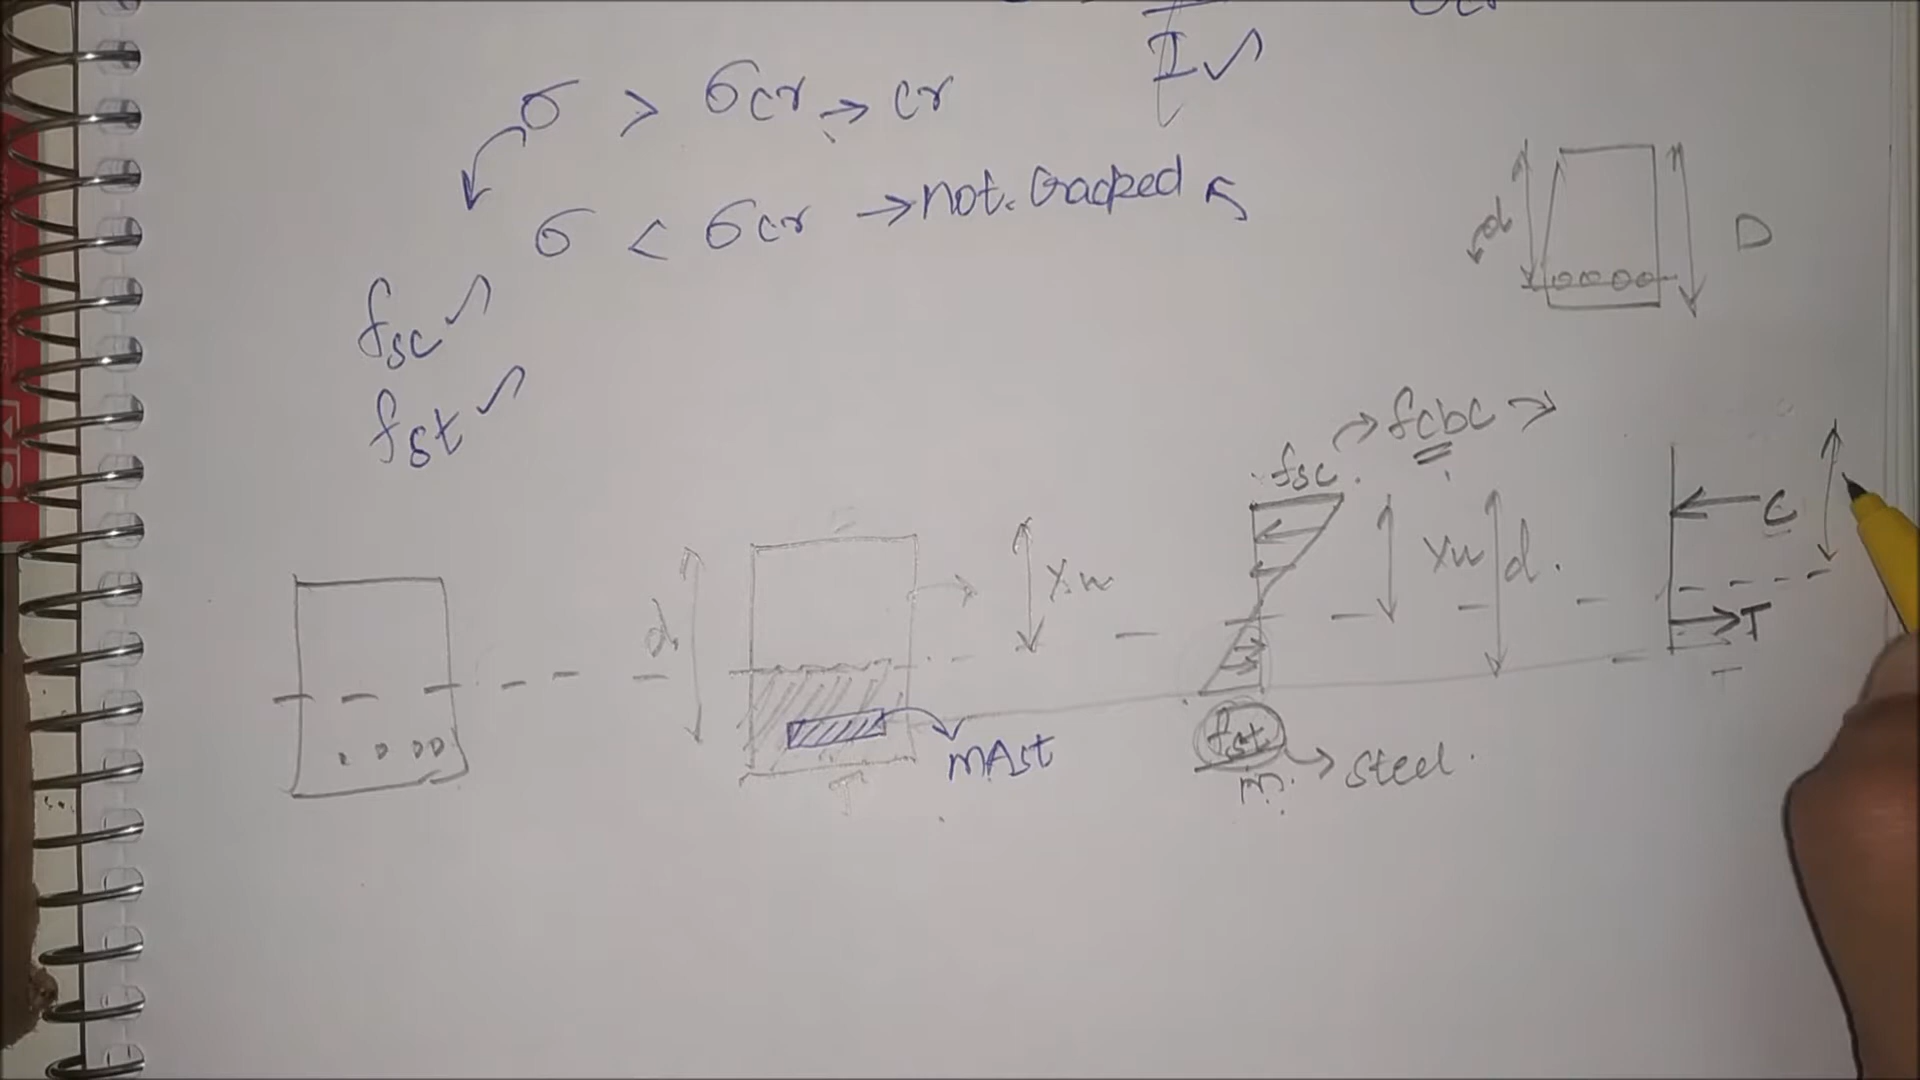 I
σ > σcr → cr
σ < σcr → not. Cracked
d D
fsc
fst
→ fcbc →
fsc
C
d xu xu d.
T
mAst
fst → Steel.
m
T